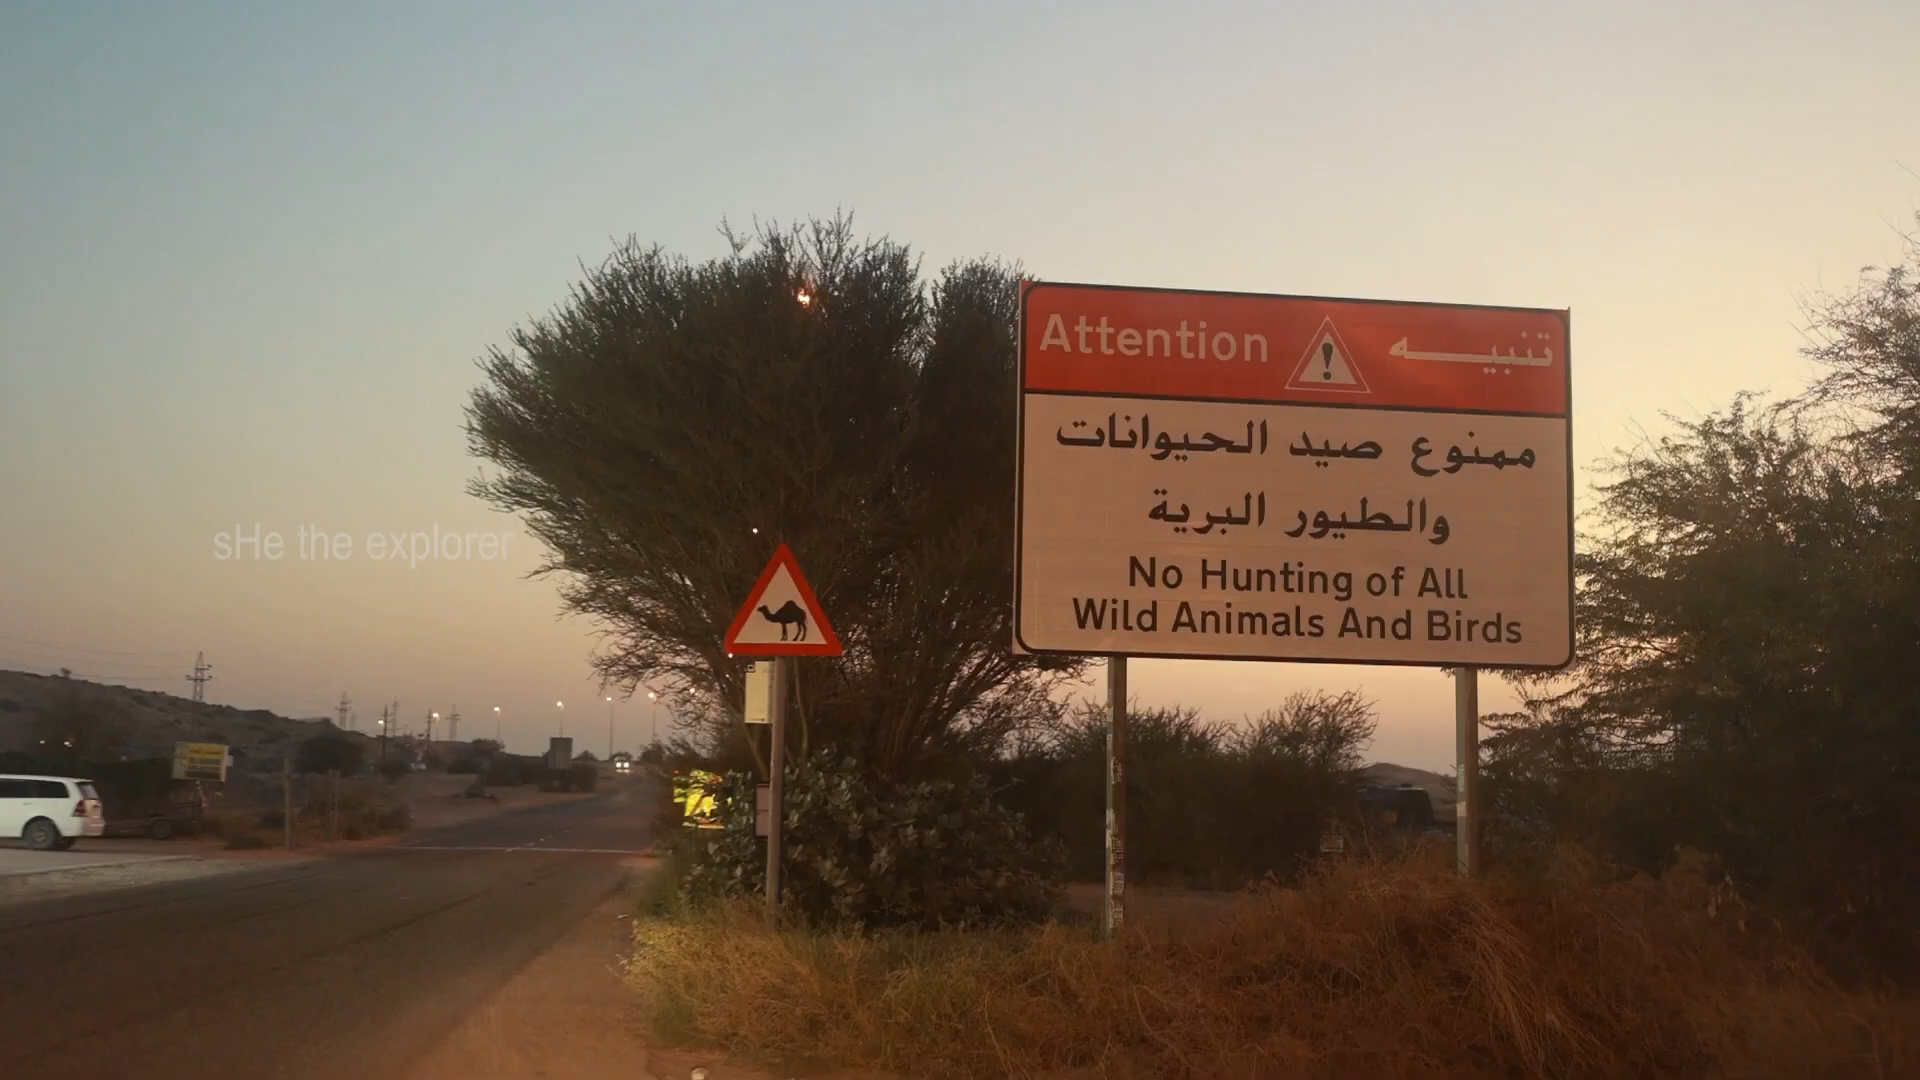 Attention تنبيه
ممنوع صيد الحيوانات
والطيور البرية
No Hunting of All
Wild Animals And Birds
sHe the explorer